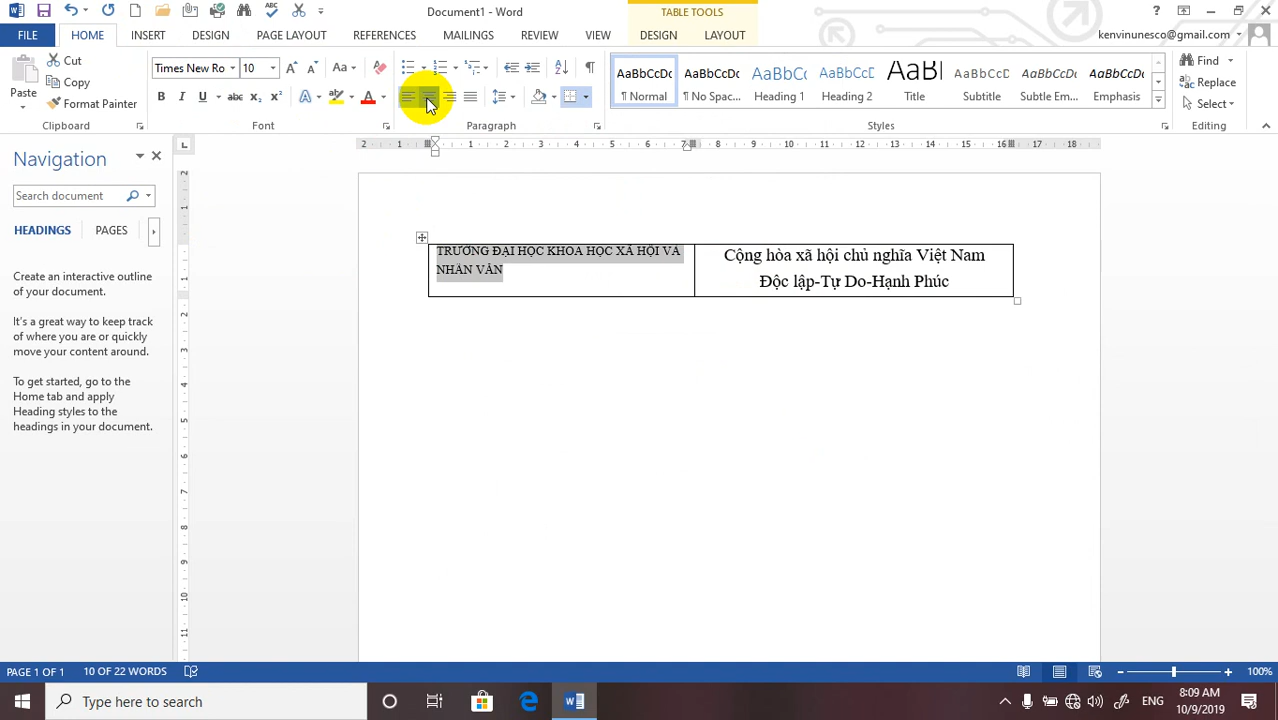 Document1 - Word
TABLE TOOLS
FILE
HOME
INSERT
DESIGN
PAGE LAYOUT
REFERENCES
MAILINGS
REVIEW
VIEW
DESIGN
LAYOUT
kenvinunesco@gmail.com
Paste
Cut
Copy
Format Painter
Clipboard
Times New Ro
10
Font
Paragraph
AaBbCcDc
¶ Normal
AaBbCcDc
¶ No Spac...
AaBbCc
Heading 1
AaBbCcD
Heading 2
AaBl
Title
AaBbCcD
Subtitle
AaBbCcDc
Subtle Em...
AaBbCcDc
Emphasis
Styles
Find
Replace
Select
Editing
Navigation
Search document
HEADINGS
PAGES
Create an interactive outline
of your document.
It's a great way to keep track
of where you are or quickly
move your content around.
To get started, go to the
Home tab and apply
Heading styles to the
headings in your document.
TRƯỜNG ĐẠI HỌC KHOA HỌC XÃ HỘI VÀ
NHÂN VĂN
Cộng hòa xã hội chủ nghĩa Việt Nam
Độc lập-Tự Do-Hạnh Phúc
PAGE 1 OF 1
10 OF 22 WORDS
100%
Type here to search
ENG
8:09 AM
10/9/2019